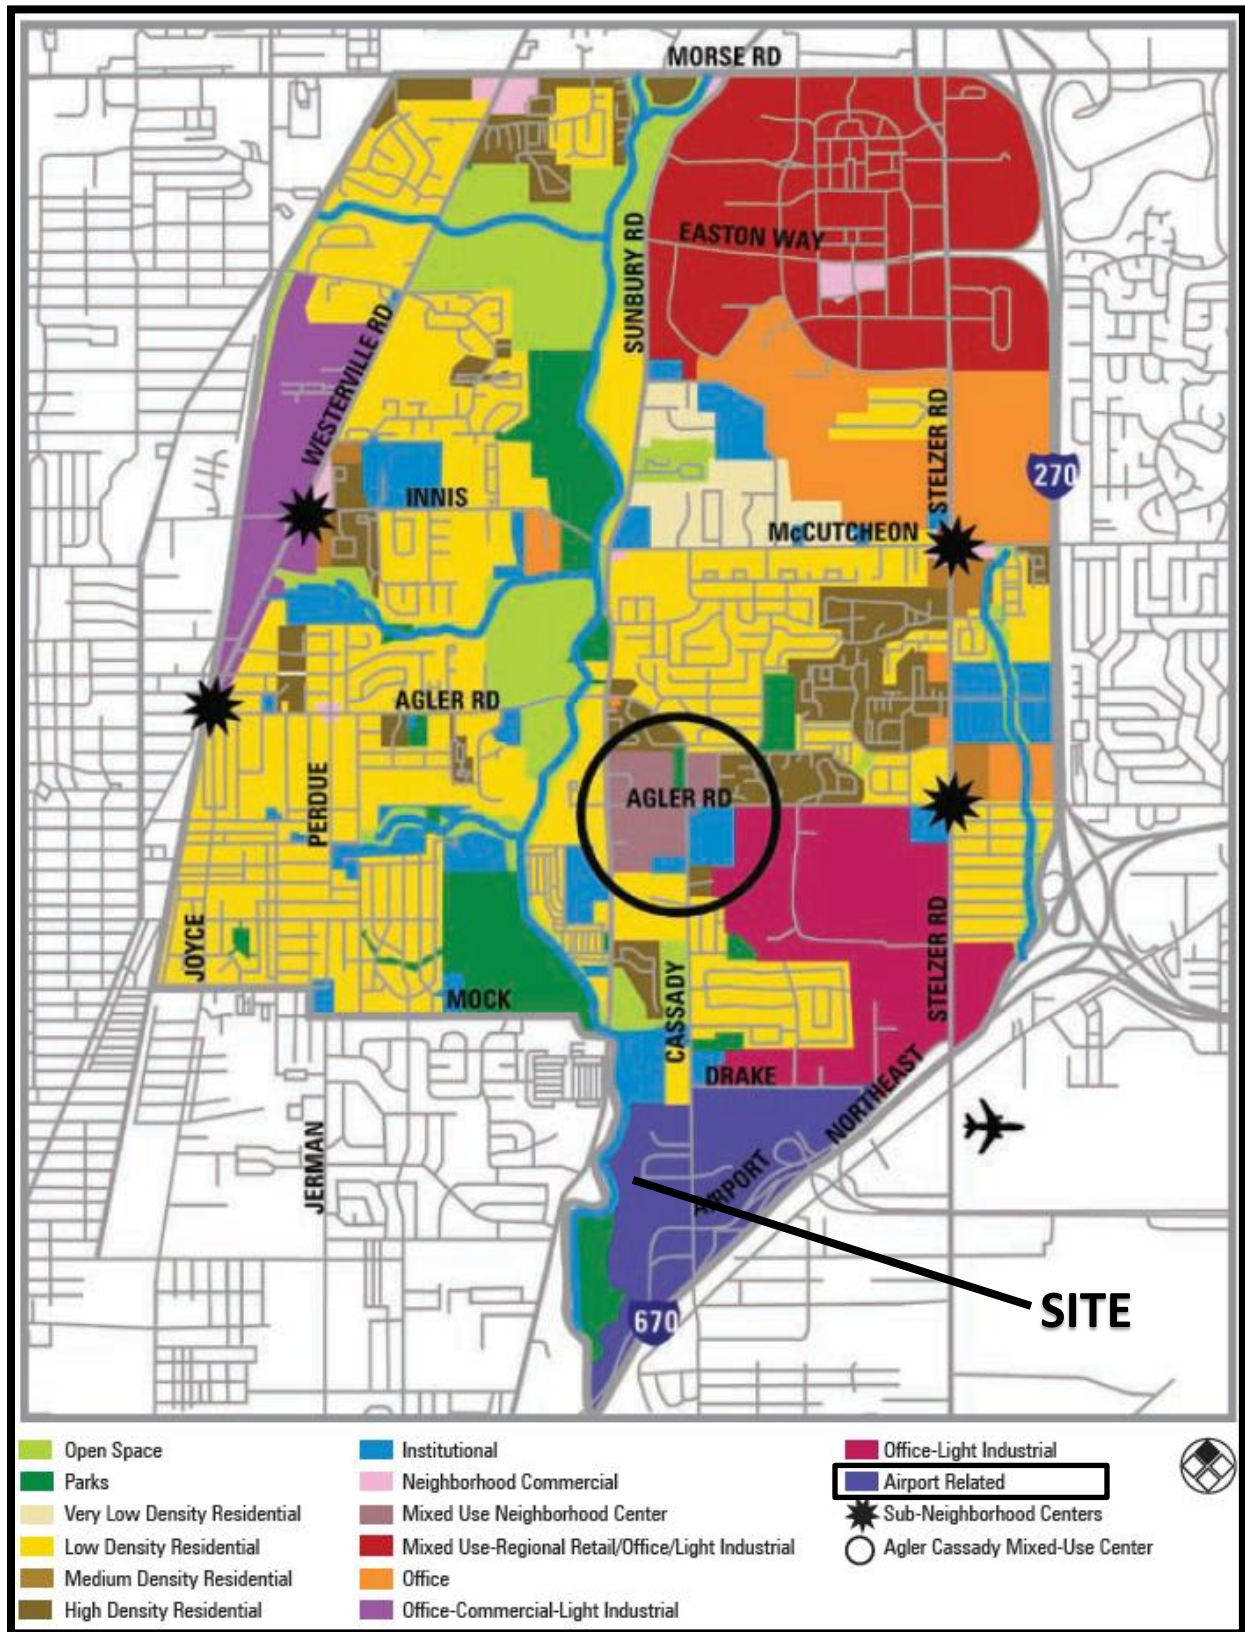 MORSE RD
EASTON WAY
SUNBURY RD
WESTERVILLE RD
STELZER RD
270
INNIS
McCUTCHEON
AGLER RD
AGLER RD
PERDUE
JOYCE
STELZER RD
MOCK
CASSADY
DRAKE
NORTHEAST
JERMAN
AIRPORT
SITE
670
Open Space
Parks
Very Low Density Residential
Low Density Residential
Medium Density Residential
High Density Residential
Institutional
Neighborhood Commercial
Mixed Use Neighborhood Center
Mixed Use-Regional Retail/Office/Light Industrial
Office
Office-Commercial-Light Industrial
Office-Light Industrial
Airport Related
Sub-Neighborhood Centers
Agler Cassady Mixed-Use Center